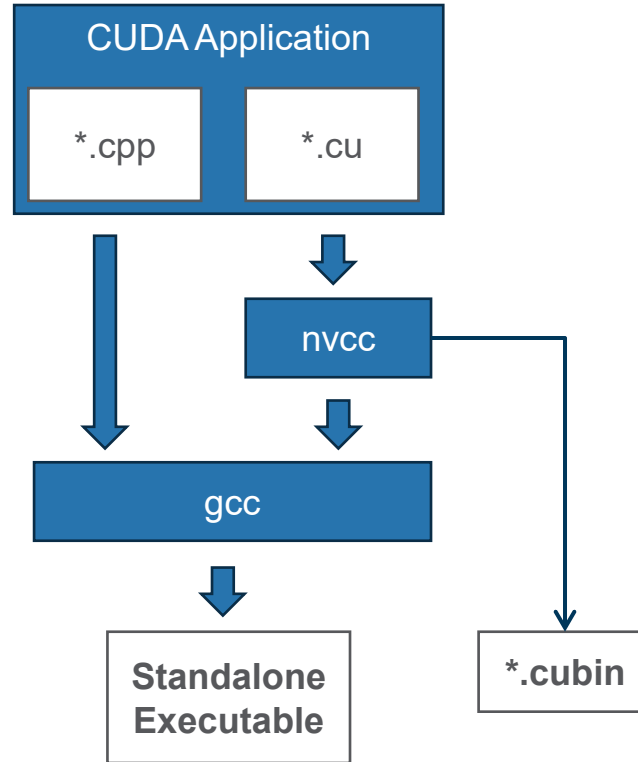 CUDA Application
*.cpp
*.cu
nvcc
gcc
Standalone
Executable
*.cubin